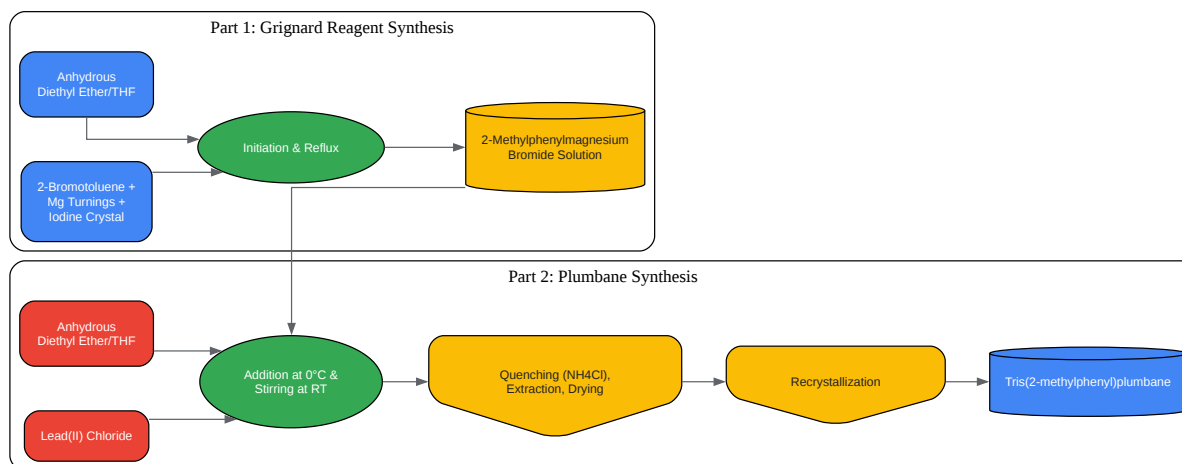 Part 1: Grignard Reagent Synthesis
Anhydrous
Diethyl Ether/THF
Initiation & Reflux
2-Methylphenylmagnesium
Bromide Solution
2-Bromotoluene +
Mg Turnings +
Iodine Crystal
Part 2: Plumbane Synthesis
Anhydrous
Diethyl Ether/THF
Lead(II) Chloride
Addition at 0°C &
Stirring at RT
Quenching (NH4Cl),
Extraction, Drying
Recrystallization
Tris(2-methylphenyl)plumbane